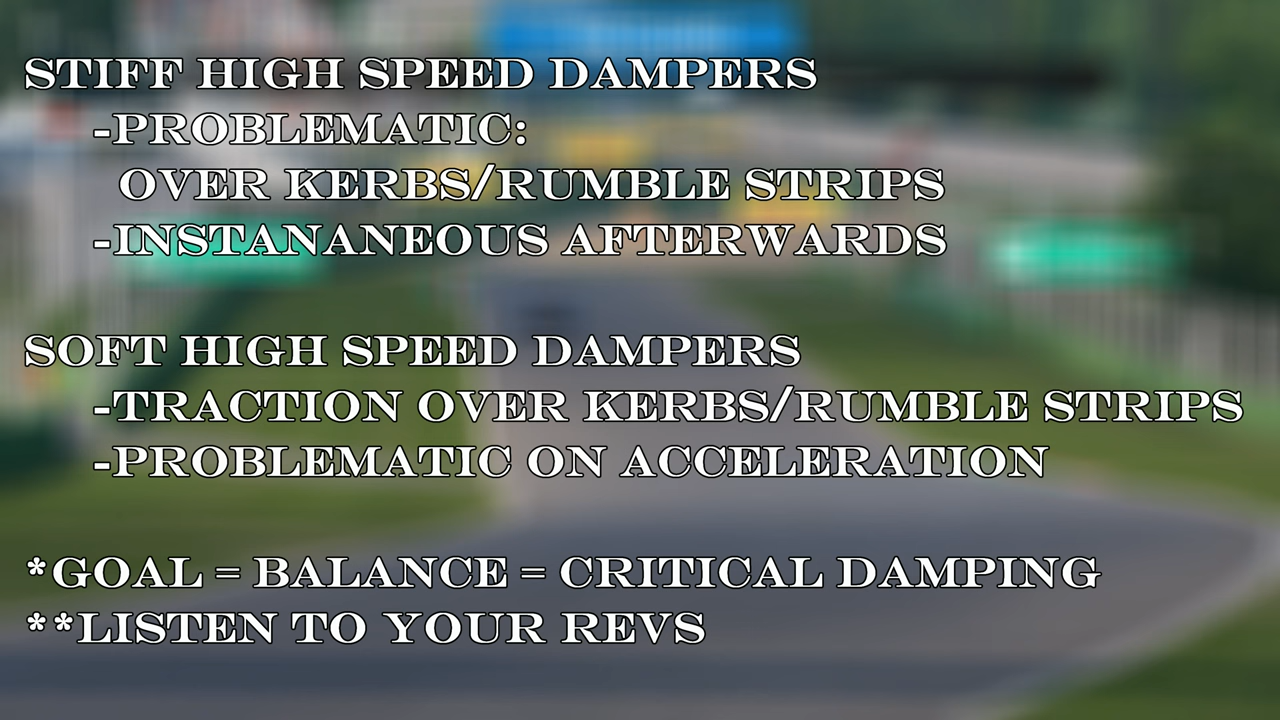 STIFF HIGH SPEED DAMPERS
-PROBLEMATIC:
OVER KERBS/RUMBLE STRIPS
-INSTANANEOUS AFTERWARDS
SOFT HIGH SPEED DAMPERS
-TRACTION OVER KERBS/RUMBLE STRIPS
-PROBLEMATIC ON ACCELERATION
*GOAL = BALANCE = CRITICAL DAMPING
**LISTEN TO YOUR REVS